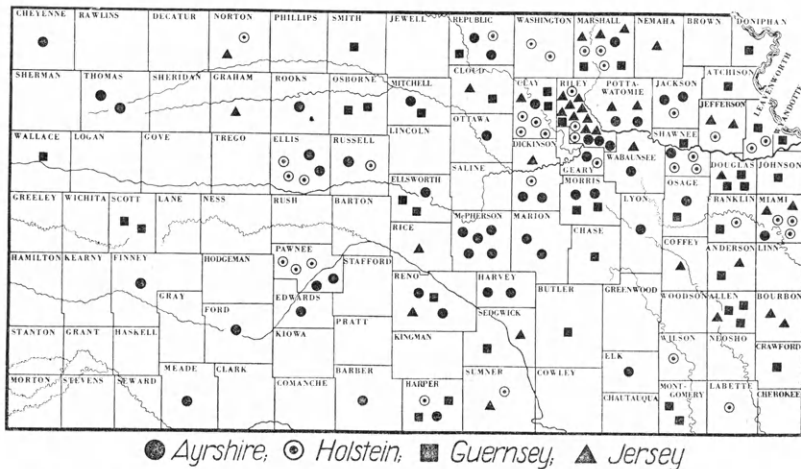 CHEYENNE RAWLINS DECATUR NORTON PHILLIPS SMITH JEWELL REPUBLIC WASHINGTON MARSHALL NEMAHA BROWN DONIPHAN
SHERMAN THOMAS SHERIDAN GRAHAM ROOKS OSBORNE MITCHELL CLOUD CLAY RILEY POTTA-
WATOMIE JACKSON ATCHISON
JEFFERSON LEAVENWORTH
WALLACE LOGAN GOVE TREGO ELLIS RUSSELL LINCOLN OTTAWA DICKINSON GEARY WABAUNSEE SHAWNEE DOUGLAS JOHNSON
SALINE ELLSWORTH MORRIS OSAGE FRANKLIN MIAMI
GREELEY WICHITA SCOTT LANE NESS RUSH BARTON RICE McPHERSON MARION CHASE LYON COFFEY ANDERSON LINN
HAMILTON KEARNY FINNEY HODGEMAN PAWNEE STAFFORD RENO HARVEY BUTLER GREENWOOD WOODSON ALLEN BOURBON
GRAY FORD EDWARDS SEDGWICK
STANTON GRANT HASKELL KIOWA PRATT KINGMAN ELK WILSON NEOSHO CRAWFORD
MORTON STEVENS SEWARD MEADE CLARK COMANCHE BARBER HARPER SUMNER COWLEY CHAUTAUQUA MONT-
GOMERY LABETTE CHEROKEE
Ayrshire; Holstein; Guernsey; Jersey